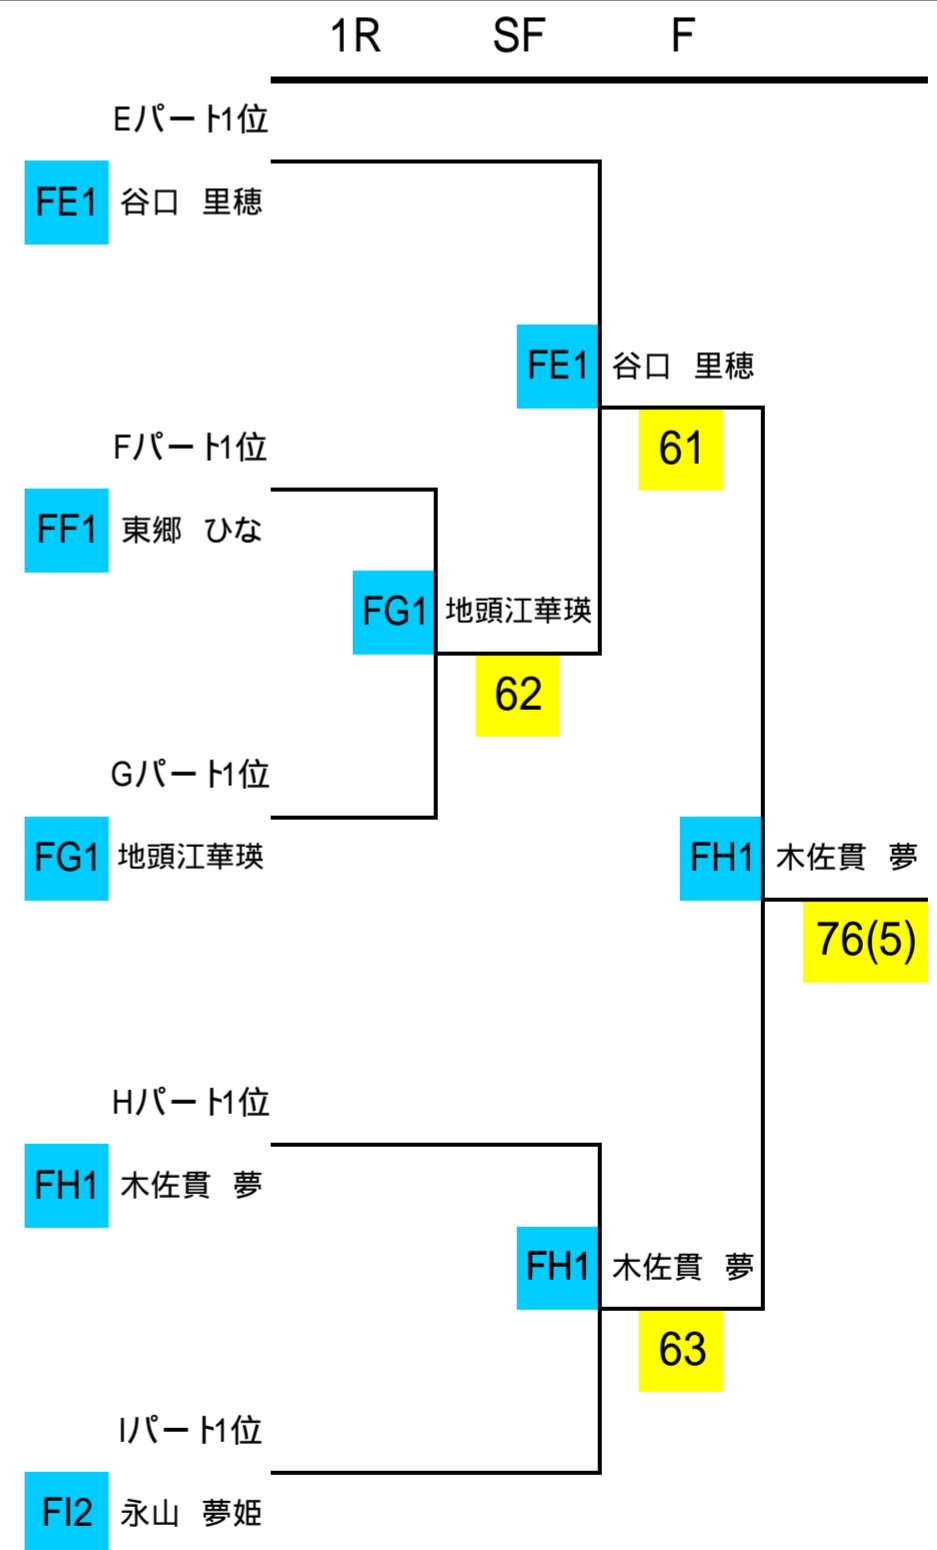 1R SF F
Eパート1位
FE1 谷口 里穂
FE1 谷口 里穂
61
Fパート1位
FF1 東郷 ひな
FG1 地頭江華瑛
62
Gパート1位
FG1 地頭江華瑛
FH1 木佐貫 夢
76(5)
Hパート1位
FH1 木佐貫 夢
FH1 木佐貫 夢
63
Iパート1位
FI2 永山 夢姫